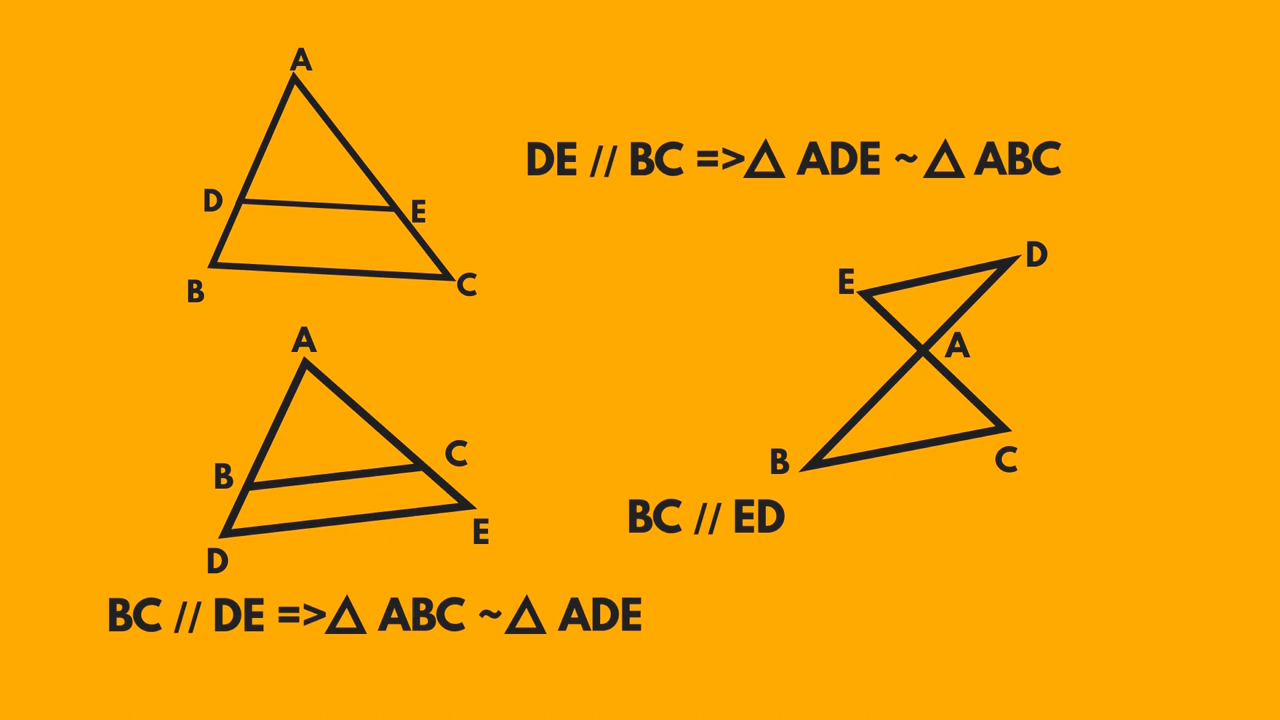 A
D
E
B
C
DE // BC =>△ ADE ~△ ABC
D
E
A
B
C
BC // ED
A
C
B
E
D
BC // DE =>△ ABC ~△ ADE